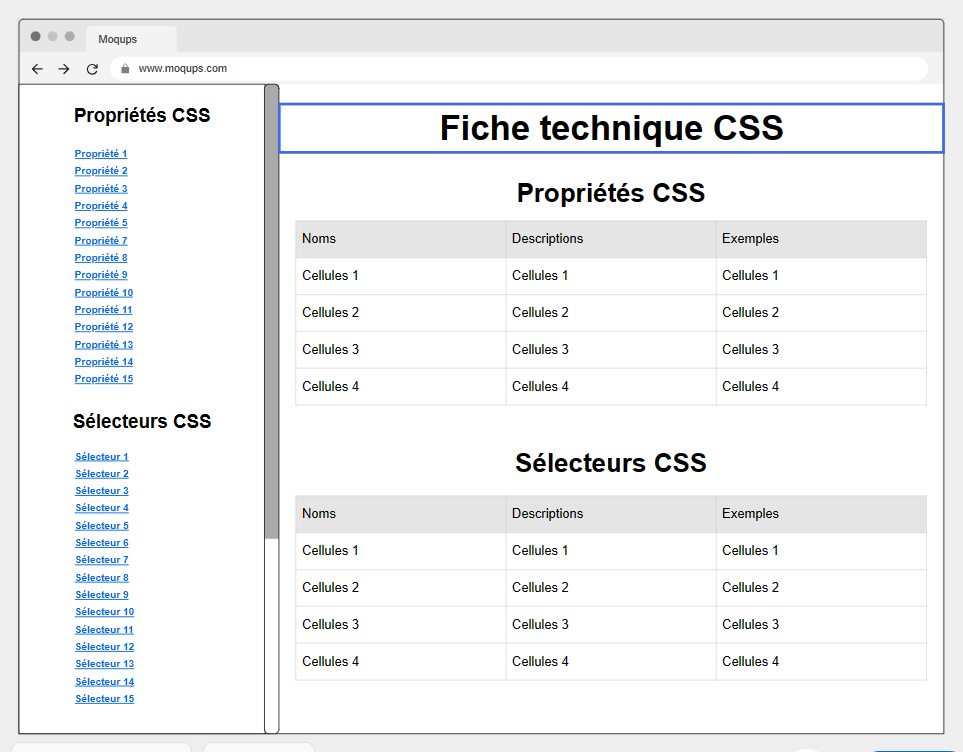 Moqups
www.moqups.com
Propriétés CSS
Propriété 1
Propriété 2
Propriété 3
Propriété 4
Propriété 5
Propriété 7
Propriété 8
Propriété 9
Propriété 10
Propriété 11
Propriété 12
Propriété 13
Propriété 14
Propriété 15
Sélecteurs CSS
Sélecteur 1
Sélecteur 2
Sélecteur 3
Sélecteur 4
Sélecteur 5
Sélecteur 6
Sélecteur 7
Sélecteur 8
Sélecteur 9
Sélecteur 10
Sélecteur 11
Sélecteur 12
Sélecteur 13
Sélecteur 14
Sélecteur 15
Fiche technique CSS
Propriétés CSS
Noms Descriptions Exemples
Cellules 1 Cellules 1 Cellules 1
Cellules 2 Cellules 2 Cellules 2
Cellules 3 Cellules 3 Cellules 3
Cellules 4 Cellules 4 Cellules 4
Sélecteurs CSS
Noms Descriptions Exemples
Cellules 1 Cellules 1 Cellules 1
Cellules 2 Cellules 2 Cellules 2
Cellules 3 Cellules 3 Cellules 3
Cellules 4 Cellules 4 Cellules 4